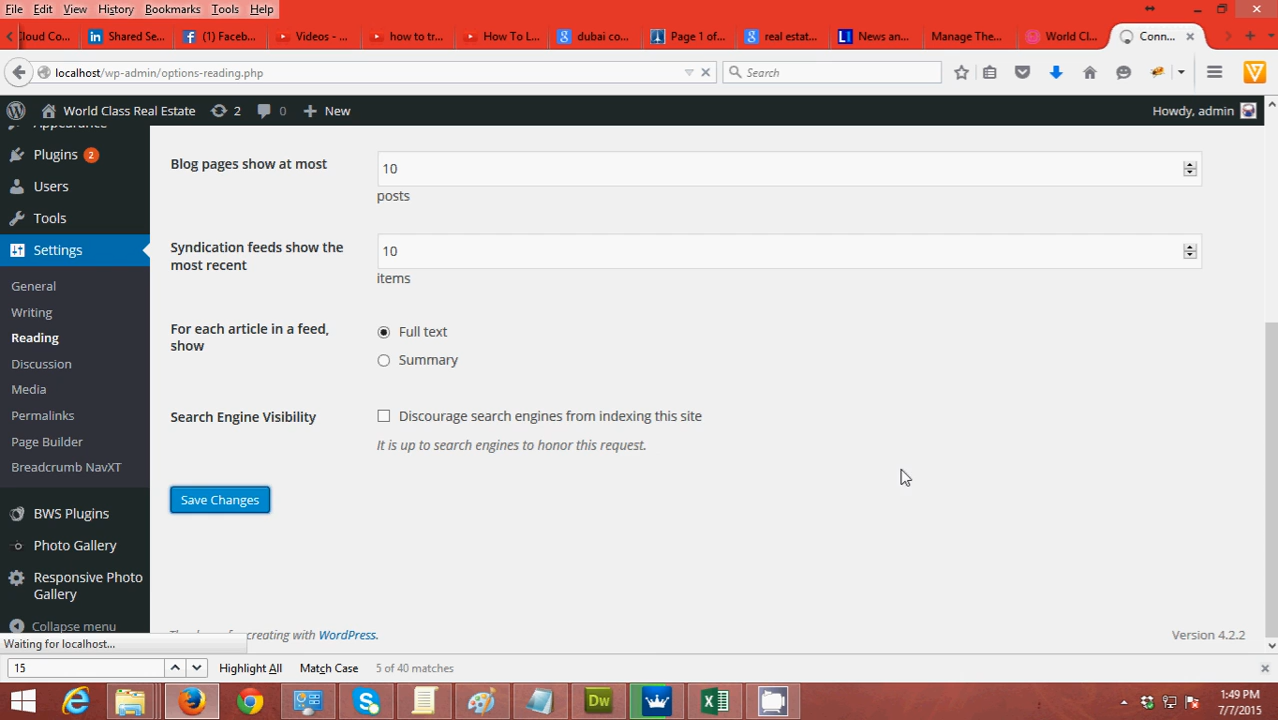 File Edit View History Bookmarks Tools Help
Cloud Co... Shared Se... (1) Faceb... Videos - ... how to tr... How To L... dubai co... Page 1 of... real estat... News an... Manage The... World Cl... Conn...
localhost/wp-admin/options-reading.php Search
World Class Real Estate 2 0 New Howdy, admin
Appearance
Plugins 2
Users
Tools
Settings
General
Writing
Reading
Discussion
Media
Permalinks
Page Builder
Breadcrumb NavXT
BWS Plugins
Photo Gallery
Responsive Photo
Gallery
Collapse menu
Blog pages show at most 10
posts
Syndication feeds show the
most recent
10
items
For each article in a feed,
show
Full text
Summary
Search Engine Visibility Discourage search engines from indexing this site
It is up to search engines to honor this request.
Save Changes
creating with WordPress. Version 4.2.2
Waiting for localhost...
15 Highlight All Match Case 5 of 40 matches
Dw
1:49 PM
7/7/2015